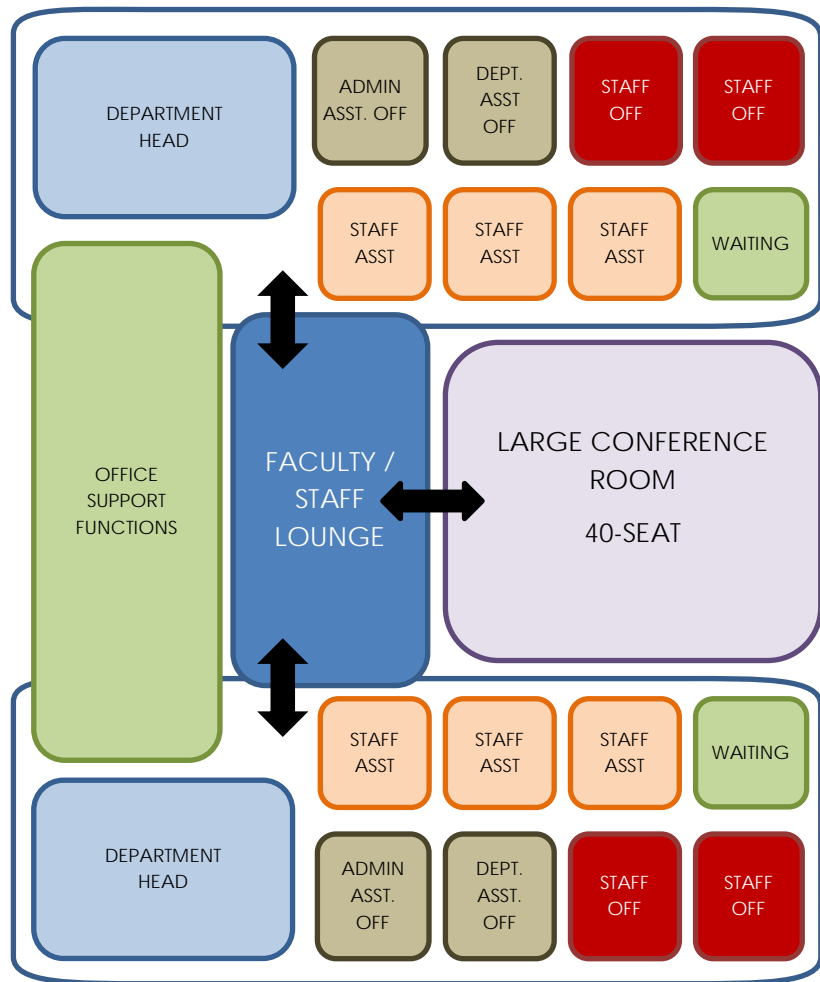 DEPARTMENT
HEAD
ADMIN
ASST. OFF
DEPT.
ASST
OFF
STAFF
OFF
STAFF
OFF
STAFF
ASST
STAFF
ASST
STAFF
ASST
WAITING
OFFICE
SUPPORT
FUNCTIONS
FACULTY /
STAFF
LOUNGE
LARGE CONFERENCE
ROOM
40-SEAT
STAFF
ASST
STAFF
ASST
STAFF
ASST
WAITING
DEPARTMENT
HEAD
ADMIN
ASST.
OFF
DEPT.
ASST.
OFF
STAFF
OFF
STAFF
OFF